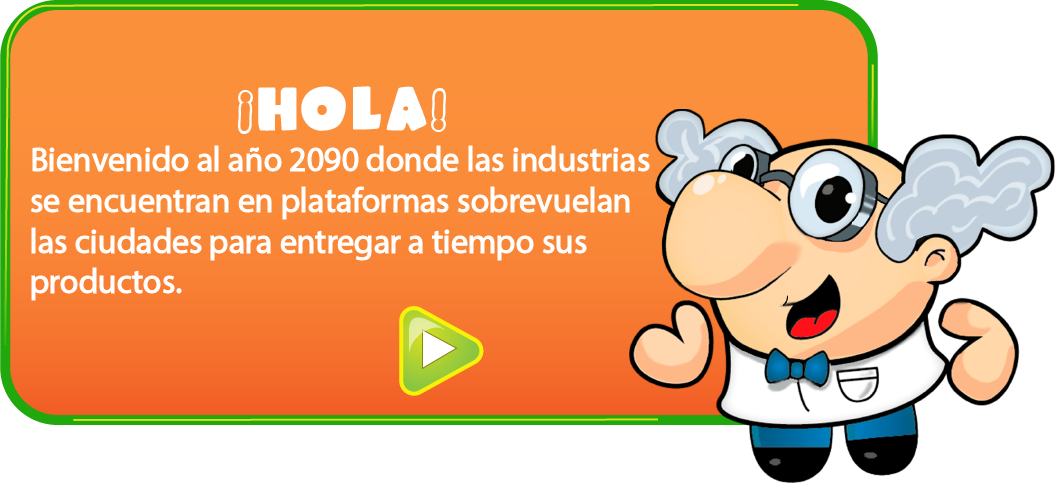 ¡HOLA!
Bienvenido al año 2090 donde las industrias
se encuentran en plataformas sobrevuelan
las ciudades para entregar a tiempo sus
productos.